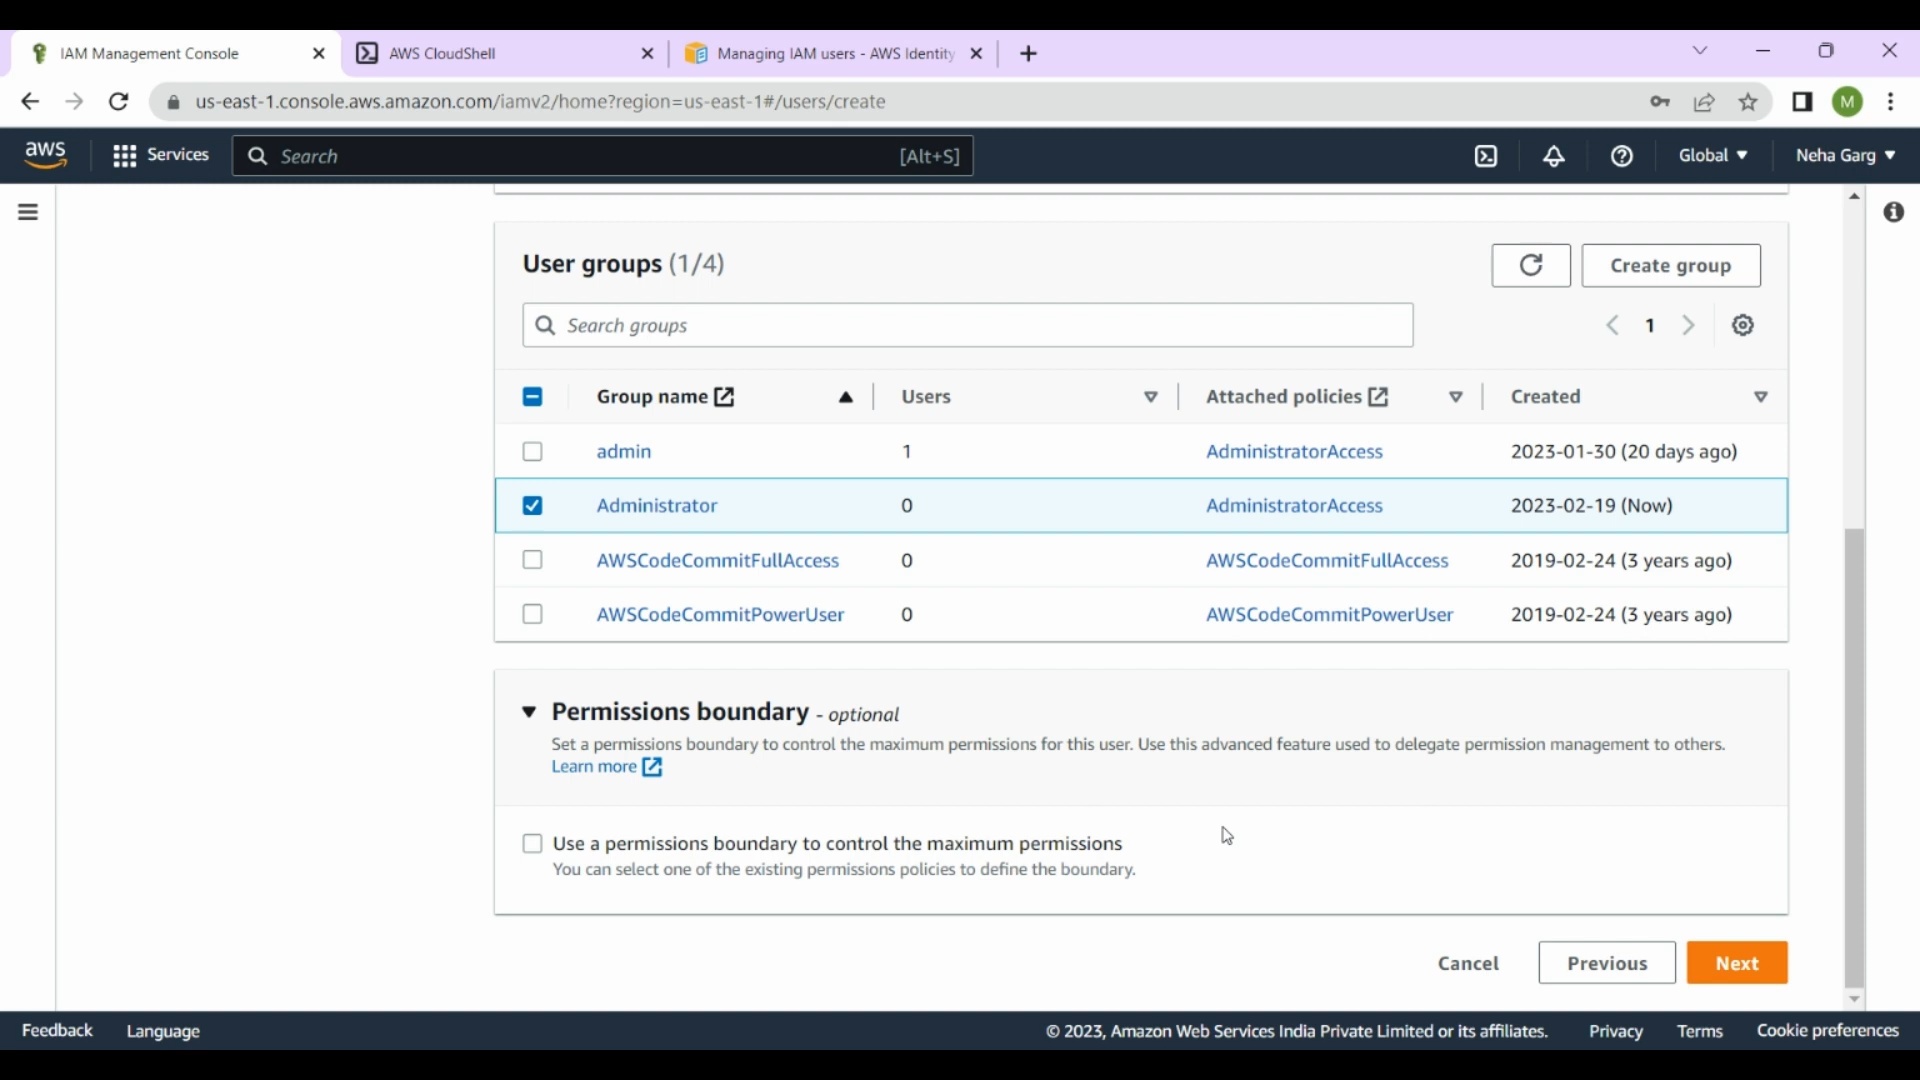 IAM Management Console
AWS CloudShell
Managing IAM users - AWS Identity
us-east-1.console.aws.amazon.com/iamv2/home?region=us-east-1#/users/create
M
aws
Services
Search
[Alt+S]
Global
Neha Garg
User groups (1/4)
Create group
Search groups
1
Group name
Users
Attached policies
Created
admin
1
AdministratorAccess
2023-01-30 (20 days ago)
Administrator
0
AdministratorAccess
2023-02-19 (Now)
AWSCodeCommitFullAccess
0
AWSCodeCommitFullAccess
2019-02-24 (3 years ago)
AWSCodeCommitPowerUser
0
AWSCodeCommitPowerUser
2019-02-24 (3 years ago)
Permissions boundary - optional
Set a permissions boundary to control the maximum permissions for this user. Use this advanced feature used to delegate permission management to others.
Learn more
Use a permissions boundary to control the maximum permissions
You can select one of the existing permissions policies to define the boundary.
Cancel
Previous
Next
Feedback
Language
© 2023, Amazon Web Services India Private Limited or its affiliates.
Privacy
Terms
Cookie preferences